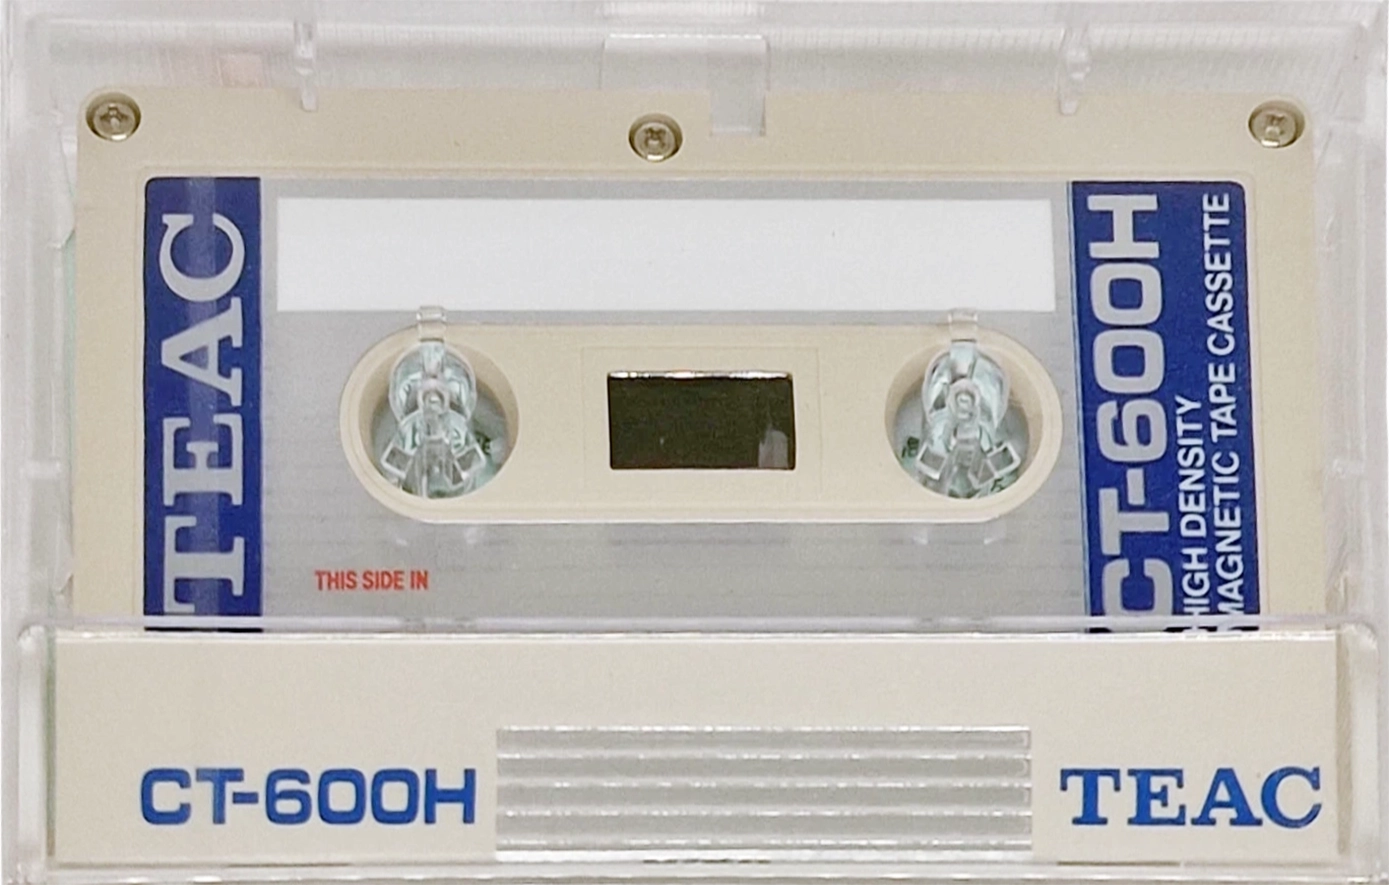 TEAC
CT-600H
HIGH DENSITY
MAGNETIC TAPE CASSETTE
THIS SIDE IN
CT-600H
TEAC